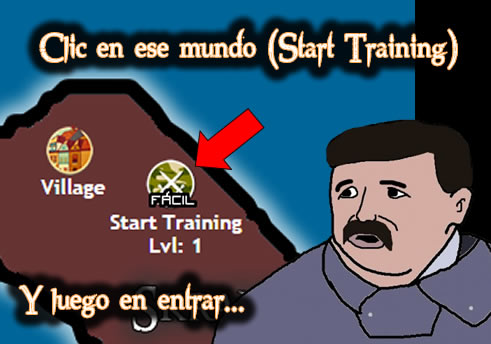 Clic en ese mundo (Start Training)
Village
FÁCIL
Start Training
Lvl: 1
Y luego en entrar...